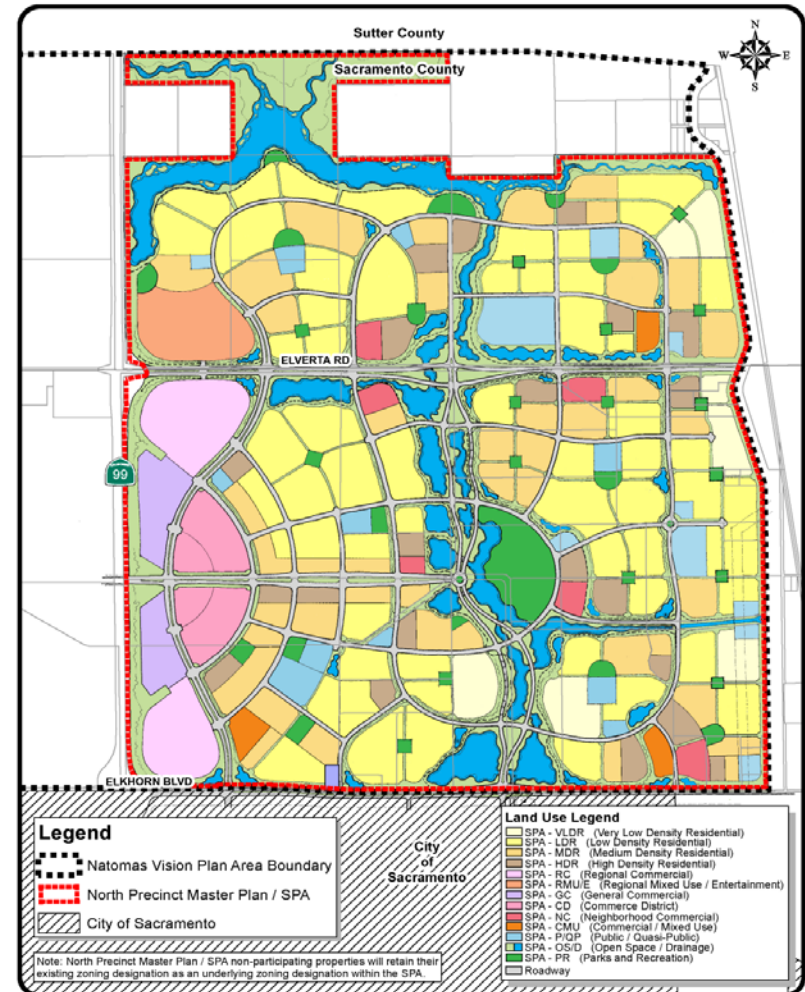 Sutter County
N
W E
S
Sacramento County
ELVERTA RD
99
ELKHORN BLVD
City
of
Sacramento
Legend
Natomas Vision Plan Area Boundary
North Precinct Master Plan / SPA
City of Sacramento
Note: North Precinct Master Plan / SPA non-participating properties will retain their
existing zoning designation as an underlying zoning designation within the SPA.
Land Use Legend
SPA - VLDR (Very Low Density Residential)
SPA - LDR (Low Density Residential)
SPA - MDR (Medium Density Residential)
SPA - HDR (High Density Residential)
SPA - RC (Regional Commercial)
SPA - RMU/E (Regional Mixed Use / Entertainment)
SPA - GC (General Commercial)
SPA - CD (Commerce District)
SPA - NC (Neighborhood Commercial)
SPA - CMU (Commercial / Mixed Use)
SPA - P/QP (Public / Quasi-Public)
SPA - OS/D (Open Space / Drainage)
SPA - PR (Parks and Recreation)
Roadway